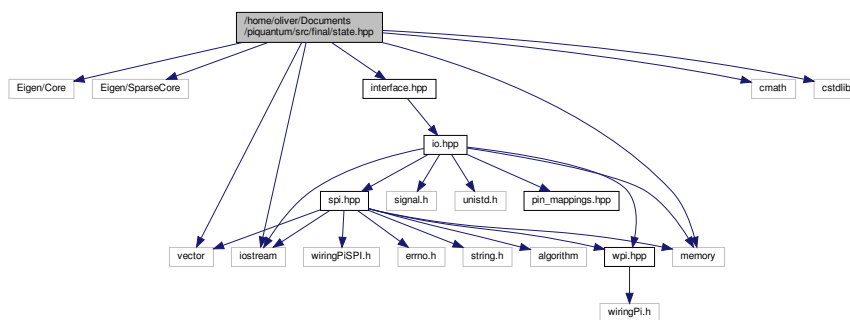 /home/oliver/Documents
/piquantum/src/final/state.hpp
Eigen/Core
Eigen/SparseCore
interface.hpp
cmath
cstdlib
io.hpp
spi.hpp
signal.h
unistd.h
pin_mappings.hpp
vector
iostream
wiringPiSPI.h
errno.h
string.h
algorithm
wpi.hpp
memory
wiringPi.h